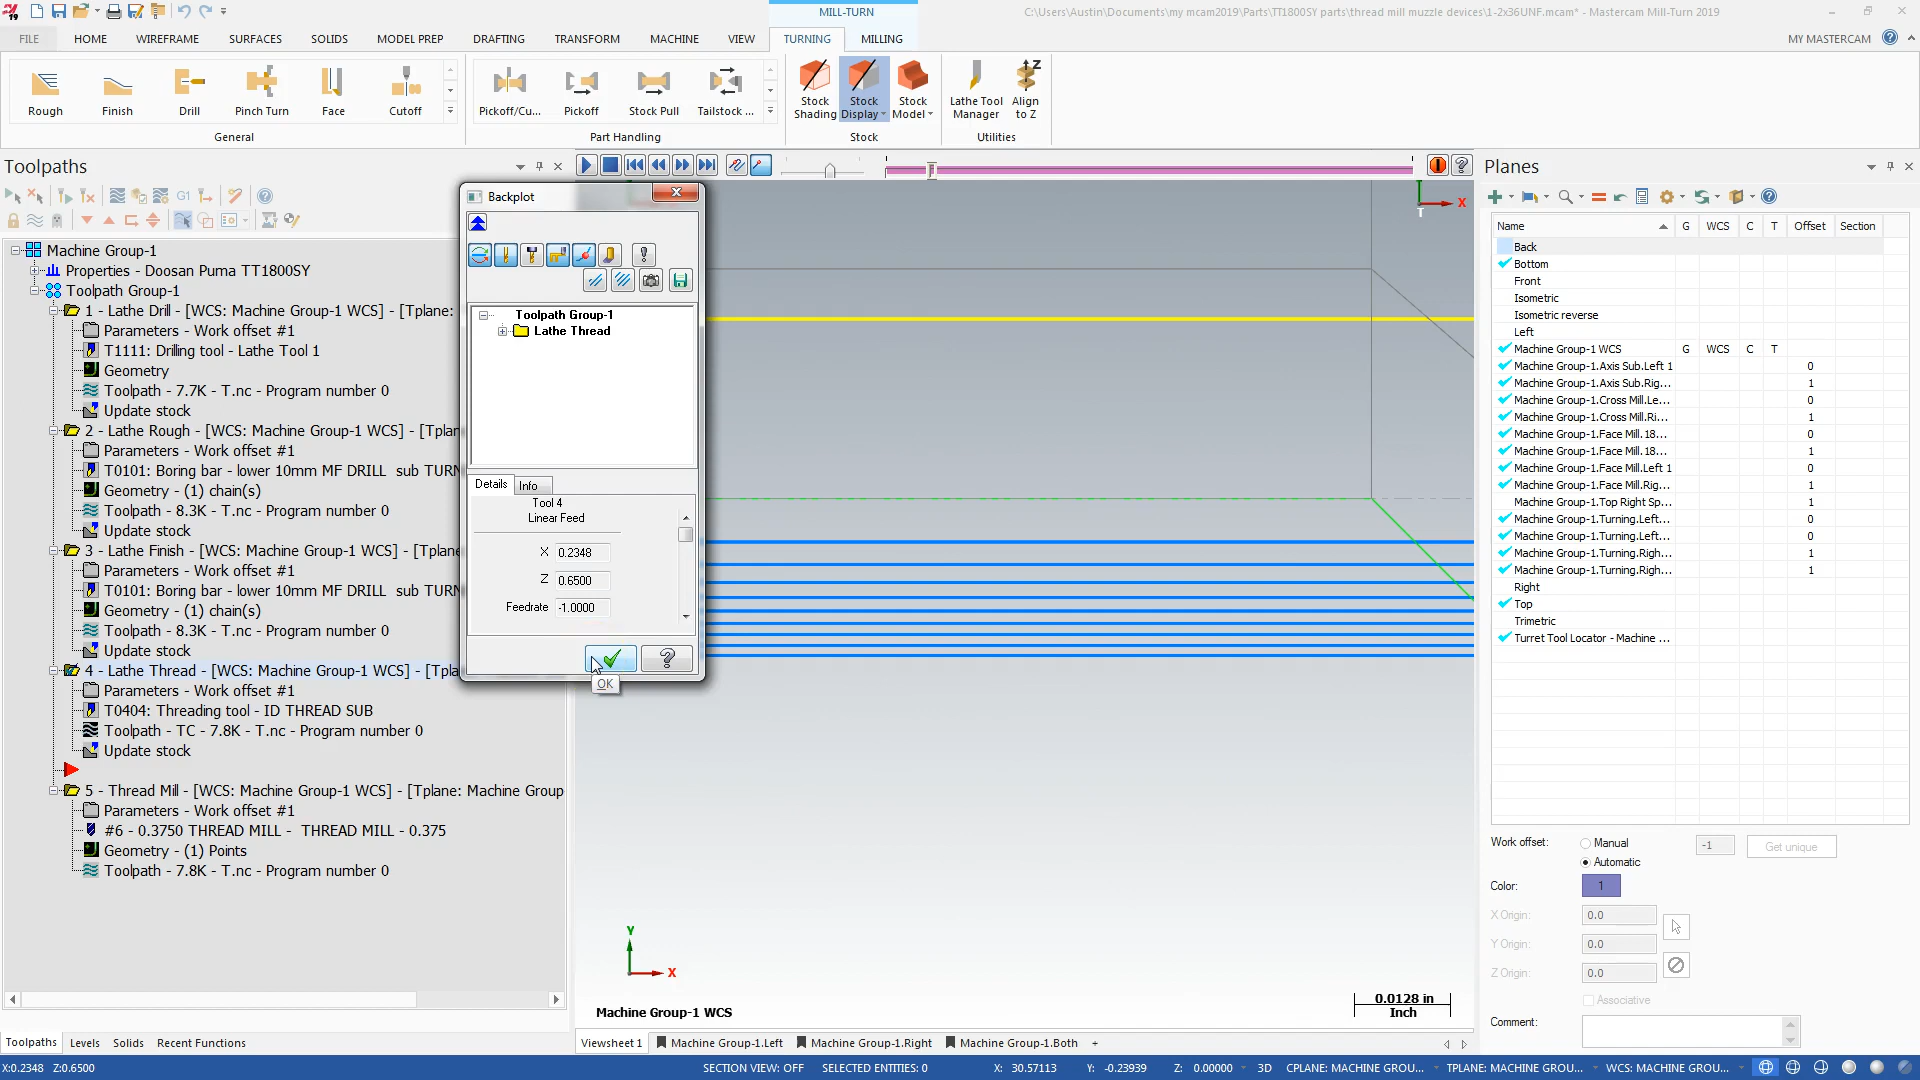 19
MILL-TURN
C:\Users\Austin\Documents\my mcam2019\Parts\TT1800SY parts\thread mill muzzle devices\1-2x36UNF.mcam* - Mastercam Mill-Turn 2019
FILE HOME WIREFRAME SURFACES SOLIDS MODEL PREP DRAFTING TRANSFORM MACHINE VIEW TURNING MILLING MY MASTERCAM
Rough Finish Drill Pinch Turn Face Cutoff Pickoff/Cu... Pickoff Stock Pull Tailstock ...
Stock Shading
Stock Display
Stock Model
Lathe Tool Manager
Align to Z
General Part Handling Stock Utilities
Toolpaths
G1
Machine Group-1
Properties - Doosan Puma TT1800SY
Toolpath Group-1
1 - Lathe Drill - [WCS: Machine Group-1 WCS] - [Tplane:
Parameters - Work offset #1
T1111: Drilling tool - Lathe Tool 1
Geometry
Toolpath - 7.7K - T.nc - Program number 0
Update stock
2 - Lathe Rough - [WCS: Machine Group-1 WCS] - [Tplan
Parameters - Work offset #1
T0101: Boring bar - lower 10mm MF DRILL sub TURN
Geometry - (1) chain(s)
Toolpath - 8.3K - T.nc - Program number 0
Update stock
3 - Lathe Finish - [WCS: Machine Group-1 WCS] - [Tplane
Parameters - Work offset #1
T0101: Boring bar - lower 10mm MF DRILL sub TURN
Geometry - (1) chain(s)
Toolpath - 8.3K - T.nc - Program number 0
Update stock
4 - Lathe Thread - [WCS: Machine Group-1 WCS] - [Tpla
Parameters - Work offset #1
T0404: Threading tool - ID THREAD SUB
Toolpath - TC - 7.8K - T.nc - Program number 0
Update stock
5 - Thread Mill - [WCS: Machine Group-1 WCS] - [Tplane: Machine Group
Parameters - Work offset #1
#6 - 0.3750 THREAD MILL - THREAD MILL - 0.375
Geometry - (1) Points
Toolpath - 7.8K - T.nc - Program number 0
Toolpaths Levels Solids Recent Functions
Backplot
Toolpath Group-1
Lathe Thread
Details Info
Tool 4
Linear Feed
X 0.2348
Z 0.6500
Feedrate -1.0000
OK
X
T
Y
X
Machine Group-1 WCS
0.0128 in
Inch
Viewsheet 1 Machine Group-1.Left Machine Group-1.Right Machine Group-1.Both +
Planes
Name G WCS C T Offset Section
Back
Bottom
Front
Isometric
Isometric reverse
Left
Machine Group-1 WCS G WCS C T
Machine Group-1.Axis Sub.Left 1 0
Machine Group-1.Axis Sub.Rig... 1
Machine Group-1.Cross Mill.Le... 0
Machine Group-1.Cross Mill.Ri... 1
Machine Group-1.Face Mill. 18... 0
Machine Group-1.Face Mill. 18... 1
Machine Group-1.Face Mill.Left 1 0
Machine Group-1.Face Mill.Rig... 1
Machine Group-1.Top Right Sp... 1
Machine Group-1.Turning.Left... 0
Machine Group-1.Turning.Left... 0
Machine Group-1.Turning.Righ... 1
Machine Group-1.Turning.Righ... 1
Right
Top
Trimetric
Turret Tool Locator - Machine ...
Work offset: Manual -1 Get unique
Automatic
Color: 1
X Origin: 0.0
Y Origin: 0.0
Z Origin: 0.0
Associative
Comment:
X:0.2348 Z:0.6500 SECTION VIEW: OFF SELECTED ENTITIES: 0 X: 30.57113 Y: -0.23939 Z: 0.00000 3D CPLANE: MACHINE GROU... TPLANE: MACHINE GROU... WCS: MACHINE GROU...